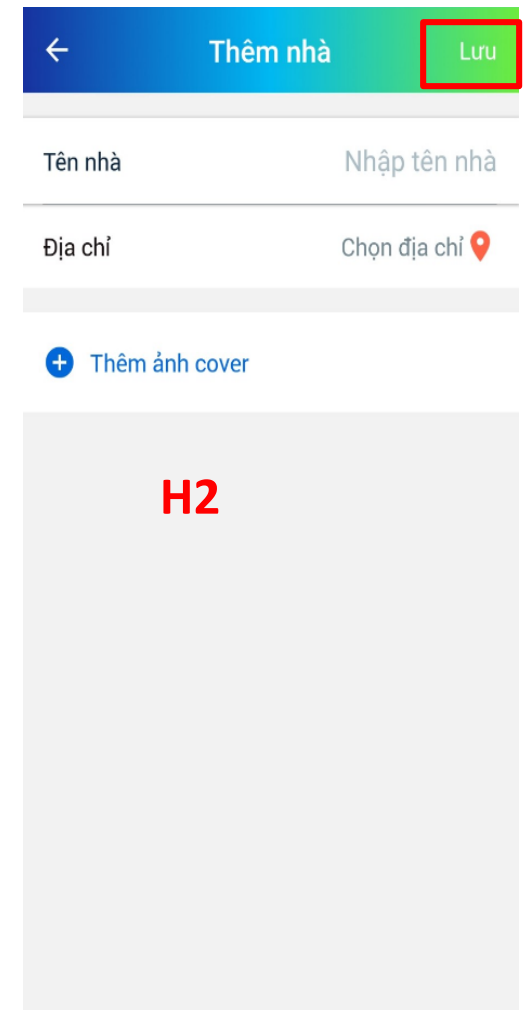 Thêm nhà Lưu
Tên nhà Nhập tên nhà
Địa chỉ Chọn địa chỉ
Thêm ảnh cover
H2